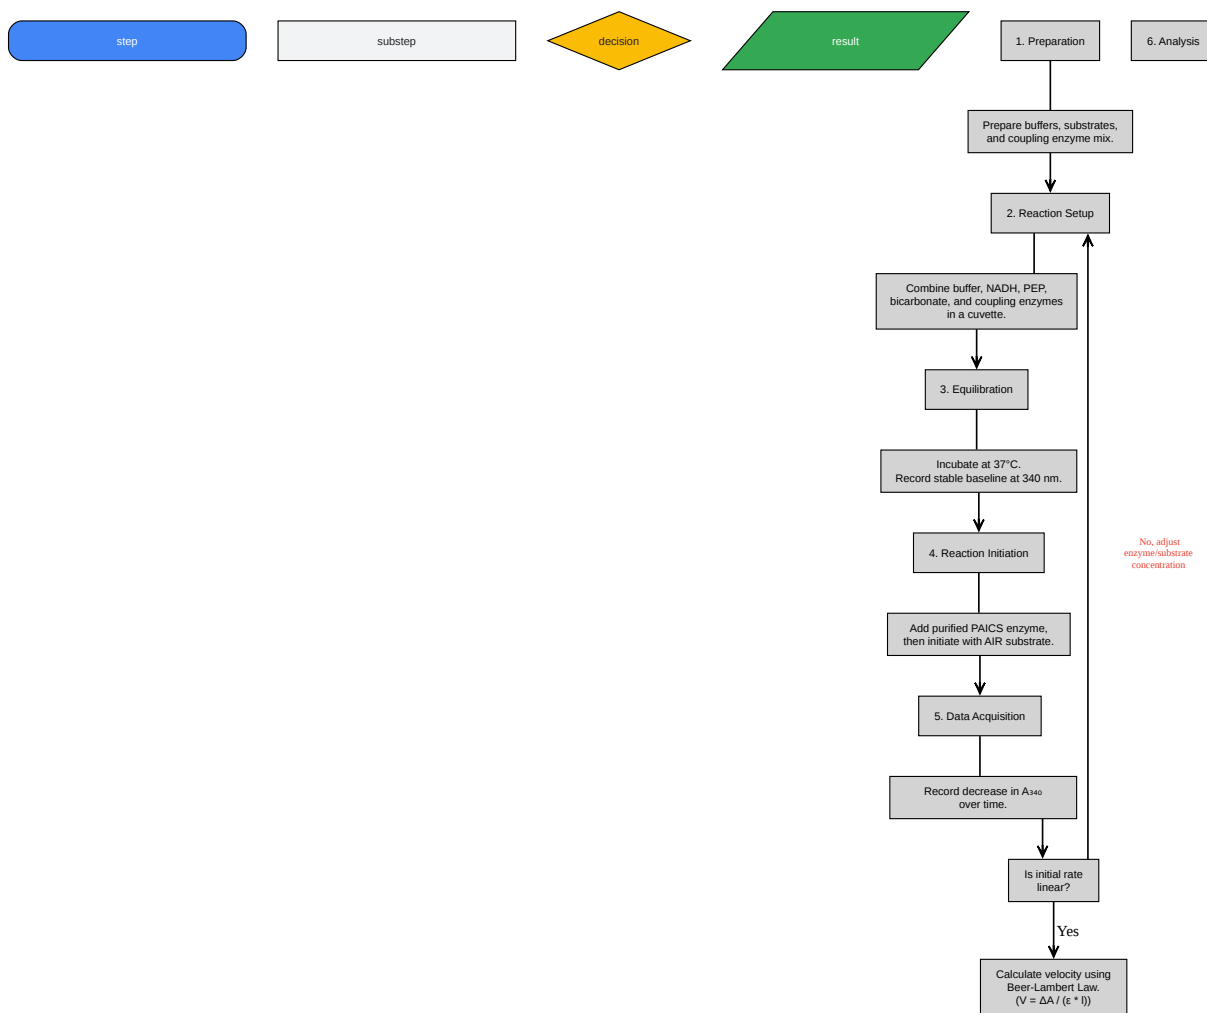 step
substep
decision
result
1. Preparation
6. Analysis
Prepare buffers, substrates,
and coupling enzyme mix.
2. Reaction Setup
Combine buffer, NADH, PEP,
bicarbonate, and coupling enzymes
in a cuvette.
3. Equilibration
Incubate at 37°C.
Record stable baseline at 340 nm.
No, adjust
enzyme/substrate
concentration
4. Reaction Initiation
Add purified PAICS enzyme,
then initiate with AIR substrate.
5. Data Acquisition
Record decrease in A₃₄₀
over time.
Is initial rate
linear?
Yes
Calculate velocity using
Beer-Lambert Law.
(V = ΔA / (ε * l))